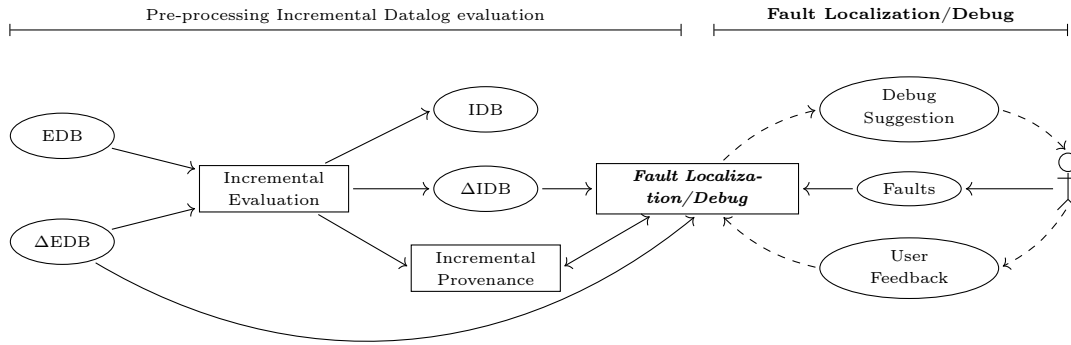 Pre-processing Incremental Datalog evaluation
Fault Localization/Debug
EDB
ΔEDB
Incremental
Evaluation
IDB
ΔIDB
Incremental
Provenance
Fault Localiza-
tion/Debug
Debug
Suggestion
Faults
User
Feedback